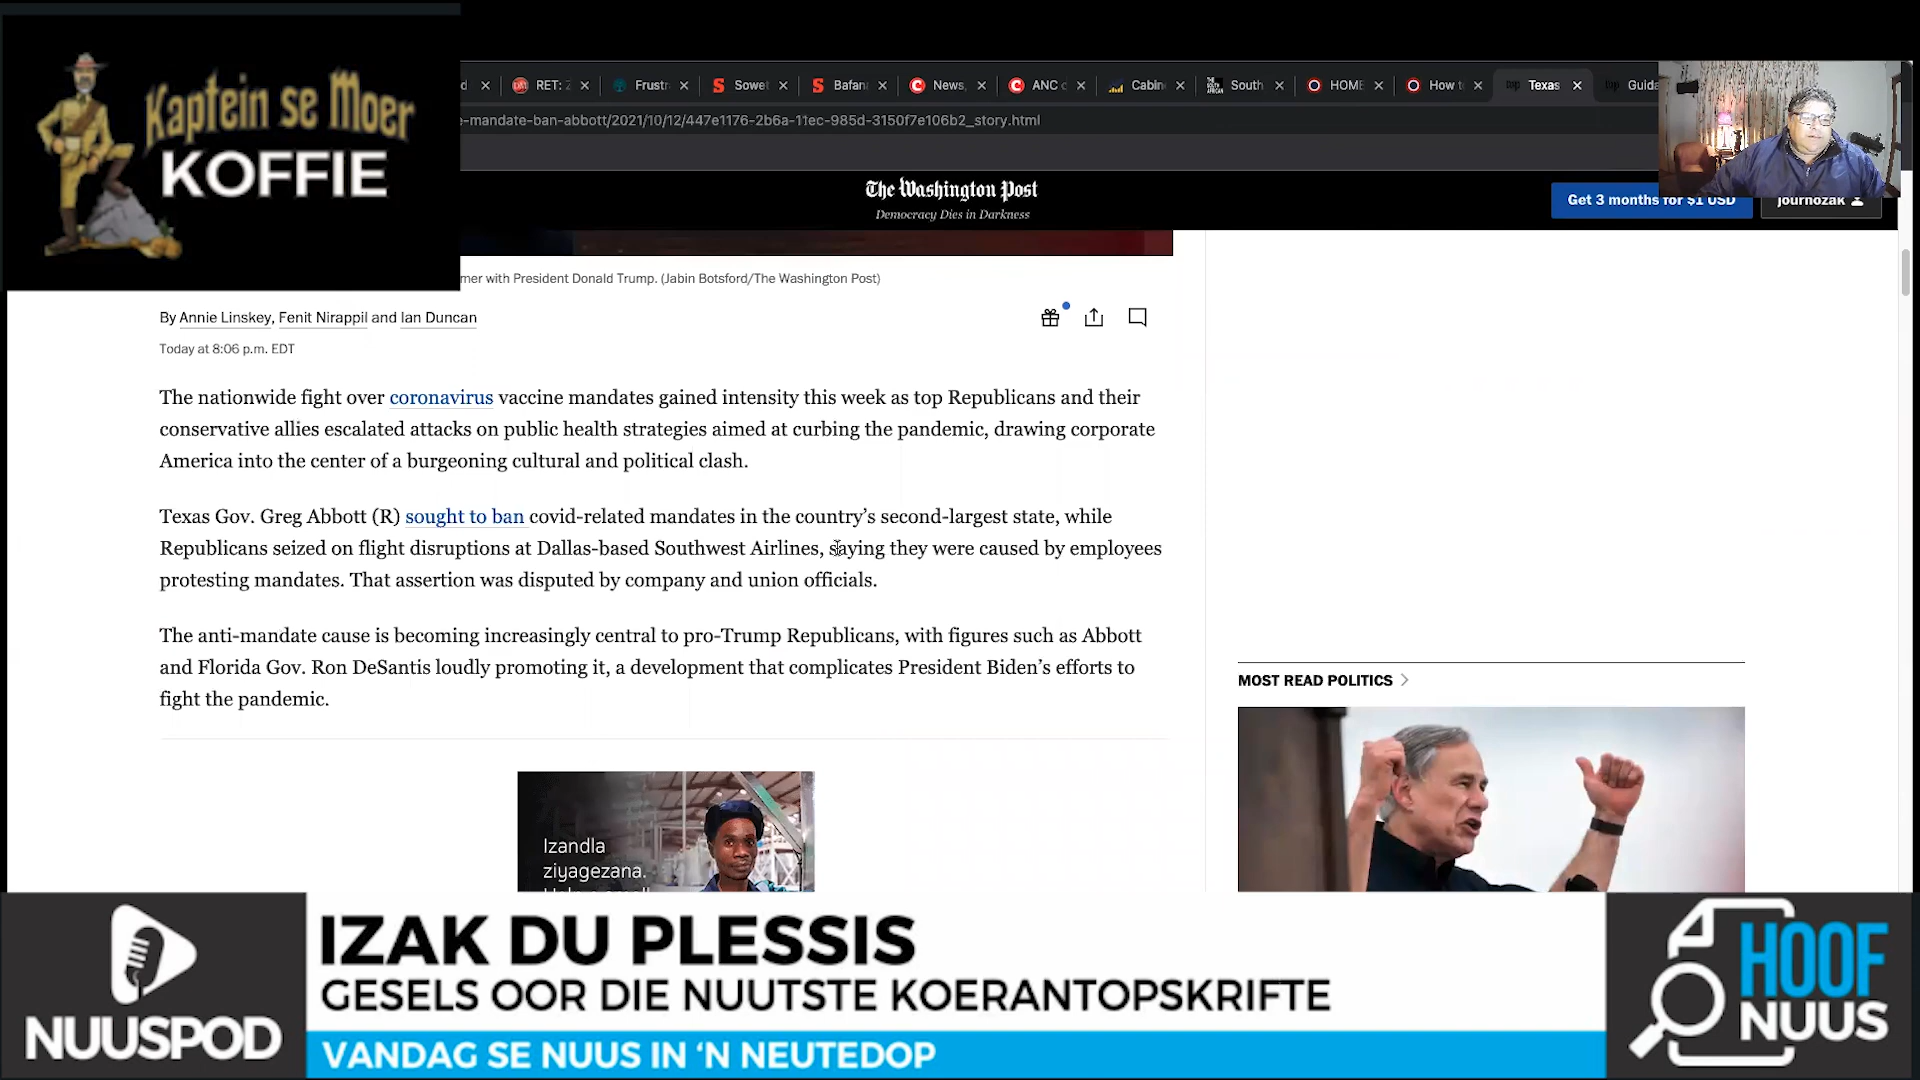 Kaptein se Moer
KOFFIE
d
RET: Z
Frustr
Sowet
Bafan
News,
ANC c
Cabin
South
HOME
How t
Texas
Guida
e-mandate-ban-abbott/2021/10/12/447e1176-2b6a-11ec-985d-3150f7e106b2_story.html
The Washington Post
Democracy Dies in Darkness
Get 3 months for $1 USD
journozak
mer with President Donald Trump. (Jabin Botsford/The Washington Post)
By Annie Linskey, Fenit Nirappil and Ian Duncan
Today at 8:06 p.m. EDT
The nationwide fight over coronavirus vaccine mandates gained intensity this week as top Republicans and their
conservative allies escalated attacks on public health strategies aimed at curbing the pandemic, drawing corporate
America into the center of a burgeoning cultural and political clash.
Texas Gov. Greg Abbott (R) sought to ban covid-related mandates in the country’s second-largest state, while
Republicans seized on flight disruptions at Dallas-based Southwest Airlines, saying they were caused by employees
protesting mandates. That assertion was disputed by company and union officials.
The anti-mandate cause is becoming increasingly central to pro-Trump Republicans, with figures such as Abbott
and Florida Gov. Ron DeSantis loudly promoting it, a development that complicates President Biden’s efforts to
fight the pandemic.
MOST READ POLITICS
Izandla
ziyagezana.
NUUSPOD
IZAK DU PLESSIS
GESELS OOR DIE NUUTSTE KOERANTOPSKRIFTE
VANDAG SE NUUS IN ‘N NEUTEDOP
HOOF
NUUS